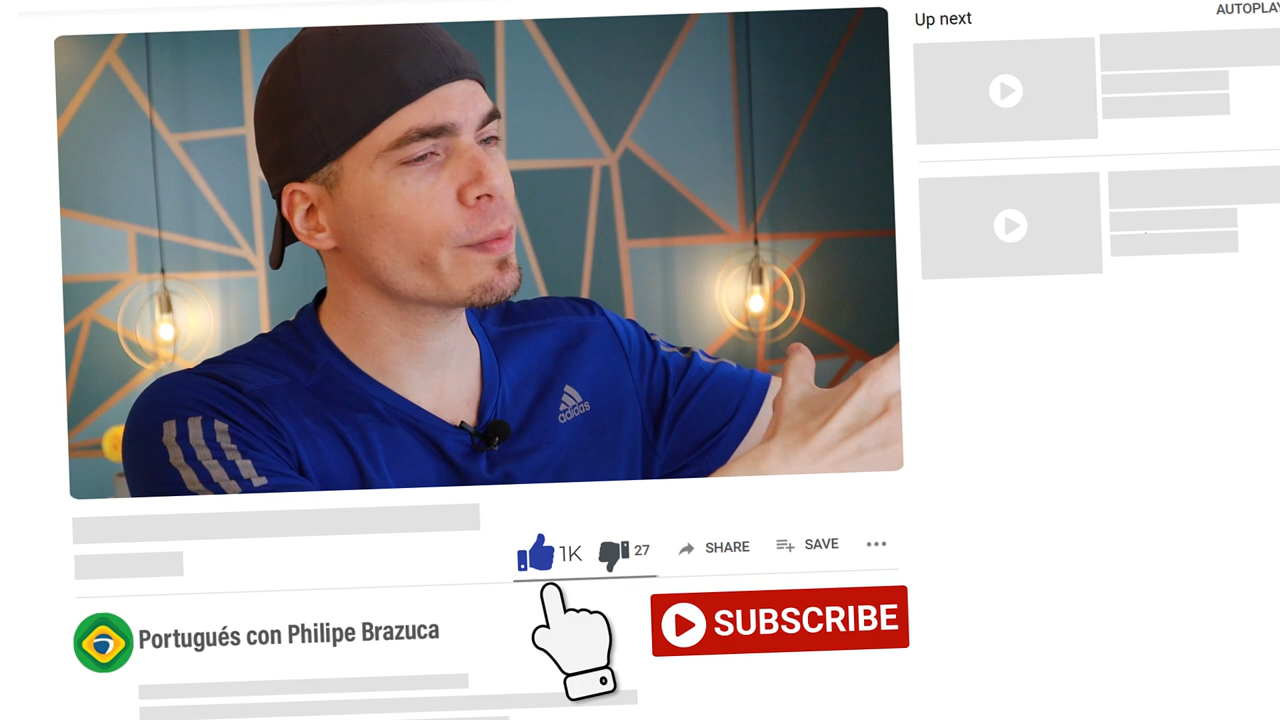 Up next
AUTOPLAY
adidas
1K
27
SHARE
SAVE
Portugués con Philipe Brazuca
SUBSCRIBE